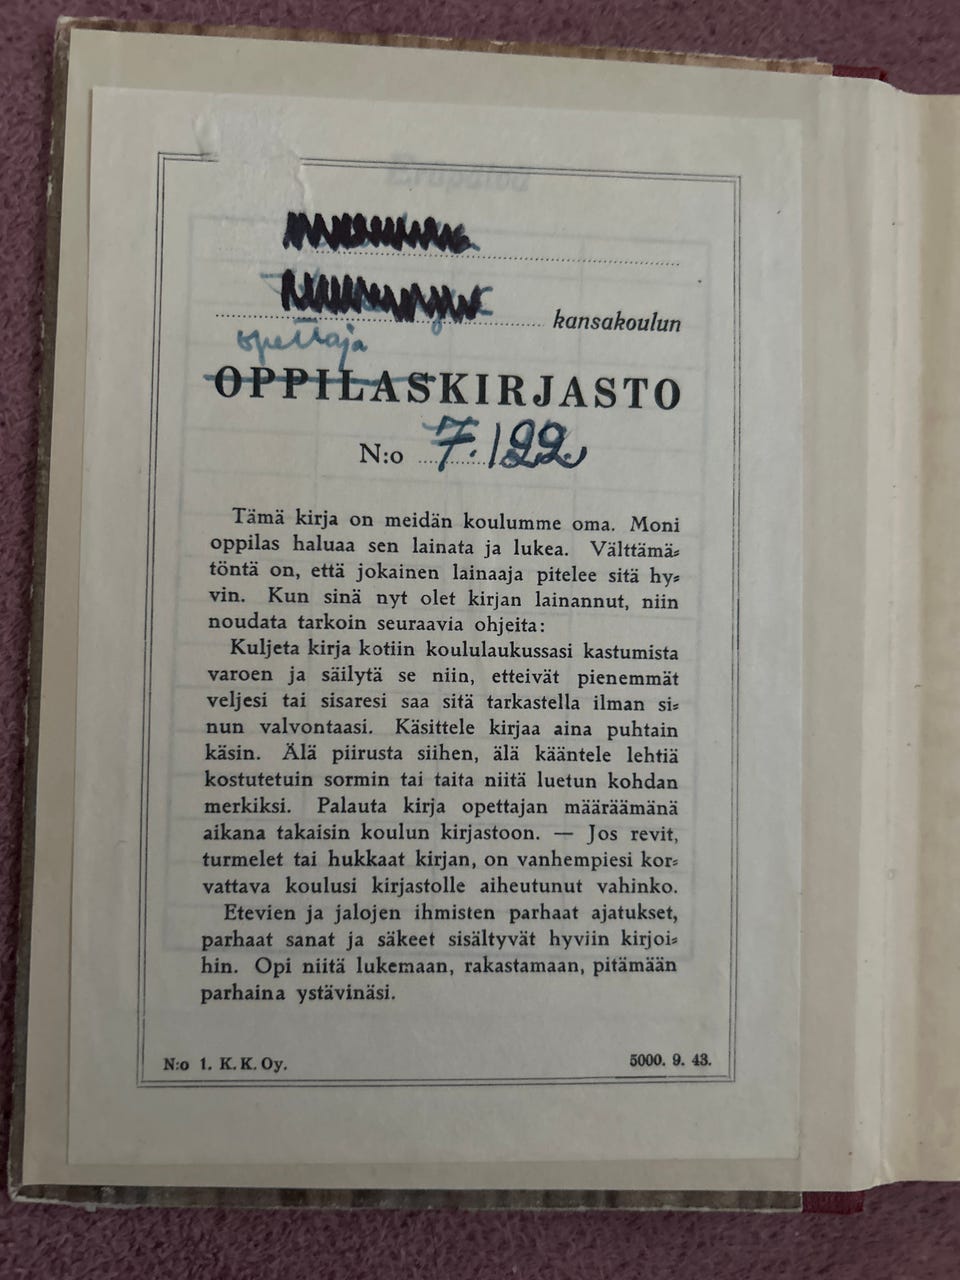 kansakoulun
opettaja
OPPILASKIRJASTO
N:o 7.122
Tämä kirja on meidän koulumme oma. Moni
oppilas haluaa sen lainata ja lukea. Välttämä=
töntä on, että jokainen lainaaja pitelee sitä hy=
vin. Kun sinä nyt olet kirjan lainannut, niin
noudata tarkoin seuraavia ohjeita:
Kuljeta kirja kotiin koululaukussasi kastumista
varoen ja säilytä se niin, etteivät pienemmät
veljesi tai sisaresi saa sitä tarkastella ilman si=
nun valvontaasi. Käsittele kirjaa aina puhtain
käsin. Älä piirusta siihen, älä kääntele lehtiä
kostutetuin sormin tai taita niitä luetun kohdan
merkiksi. Palauta kirja opettajan määräämänä
aikana takaisin koulun kirjastoon. — Jos revit,
turmelet tai hukkaat kirjan, on vanhempiesi kor=
vattava koulusi kirjastolle aiheutunut vahinko.
Etevien ja jalojen ihmisten parhaat ajatukset,
parhaat sanat ja säkeet sisältyvät hyviin kirjoi=
hin. Opi niitä lukemaan, rakastamaan, pitämään
parhaina ystävinäsi.
N:o 1. K. K. Oy. 5000. 9. 43.